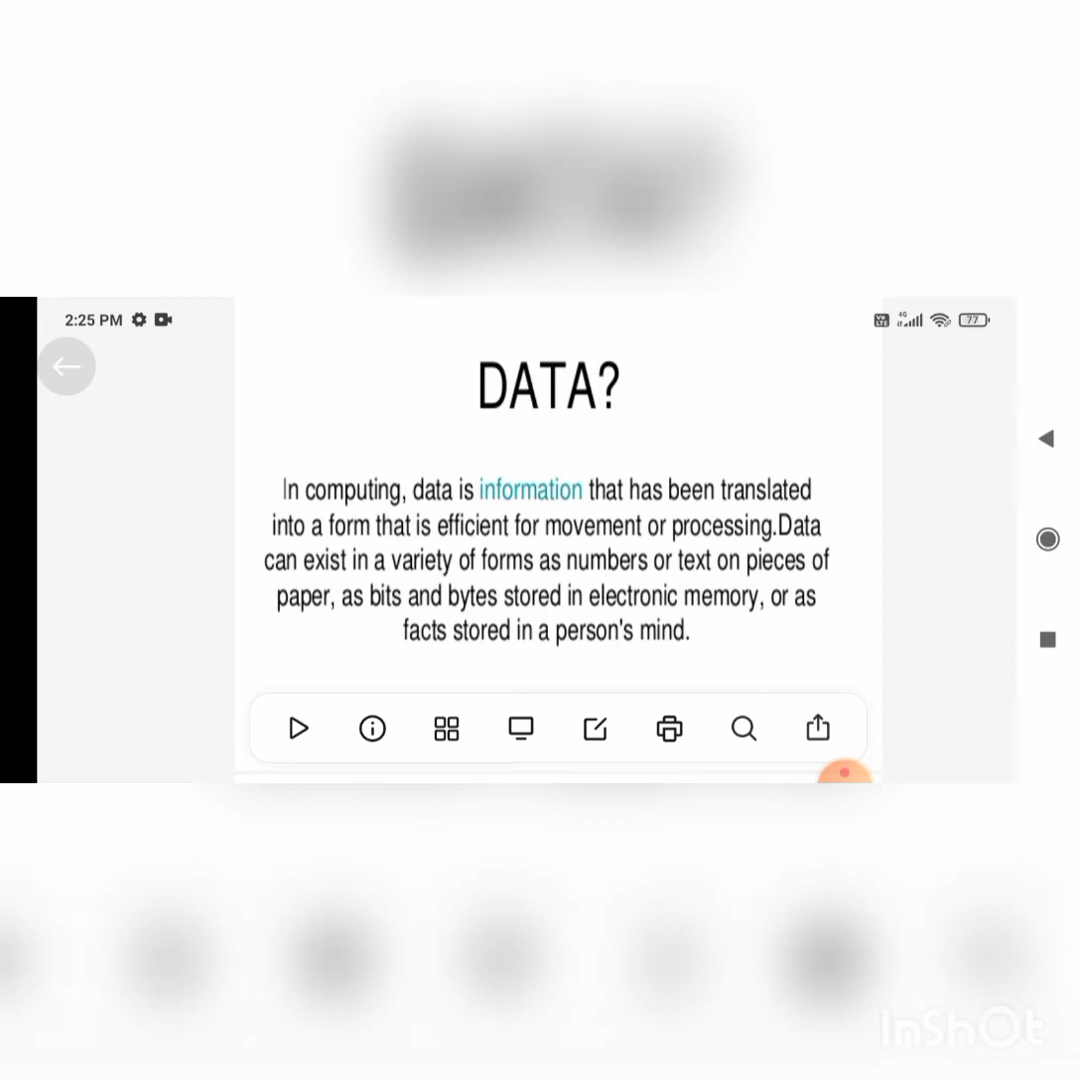 2:25 PM
4G
77
DATA?
In computing, data is information that has been translated
into a form that is efficient for movement or processing.Data
can exist in a variety of forms as numbers or text on pieces of
paper, as bits and bytes stored in electronic memory, or as
facts stored in a person's mind.
InShOt